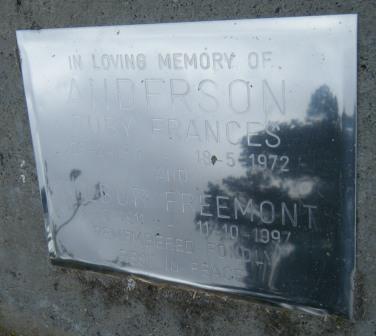 IN LOVING MEMORY OF
ANDERSON
RUBY FRANCES
18-5-1972
AND
FREEMONT
11-10-1997
REMEMBERED FONDLY
REST IN PEACE